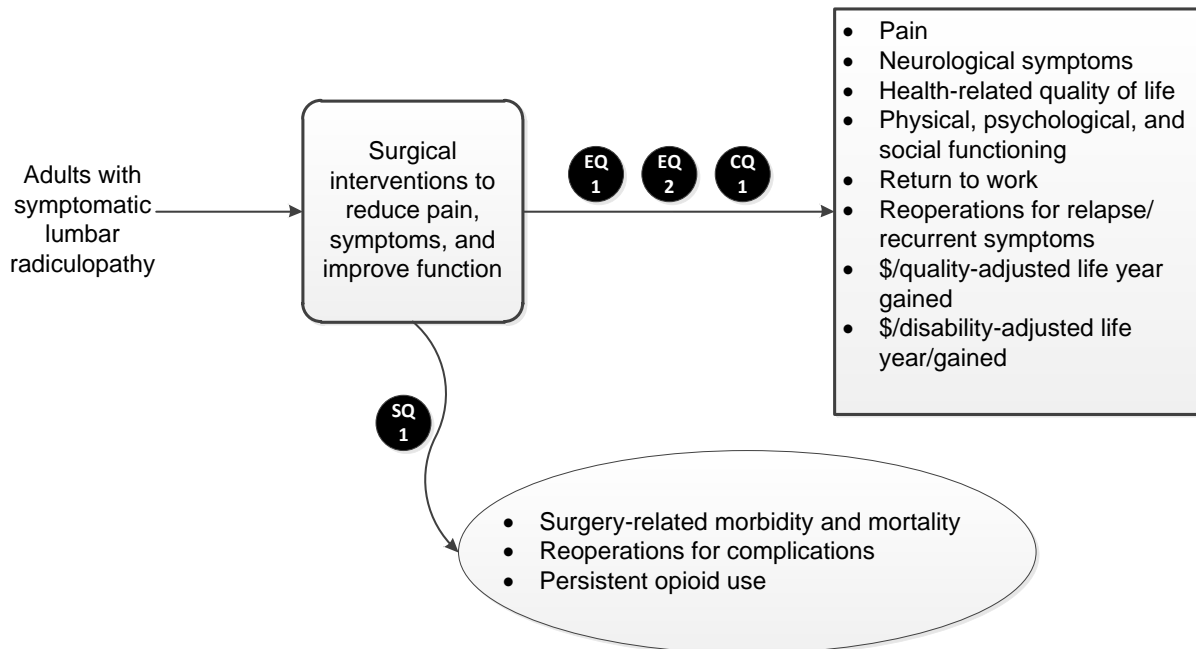 Adults with
symptomatic
lumbar
radiculopathy
Surgical
interventions to
reduce pain,
symptoms, and
improve function
EQ
1
EQ
2
CQ
1
• Pain
• Neurological symptoms
• Health-related quality of life
• Physical, psychological, and
social functioning
• Return to work
• Reoperations for relapse/
recurrent symptoms
• $/quality-adjusted life year
gained
• $/disability-adjusted life
year/gained
SQ
1
• Surgery-related morbidity and mortality
• Reoperations for complications
• Persistent opioid use